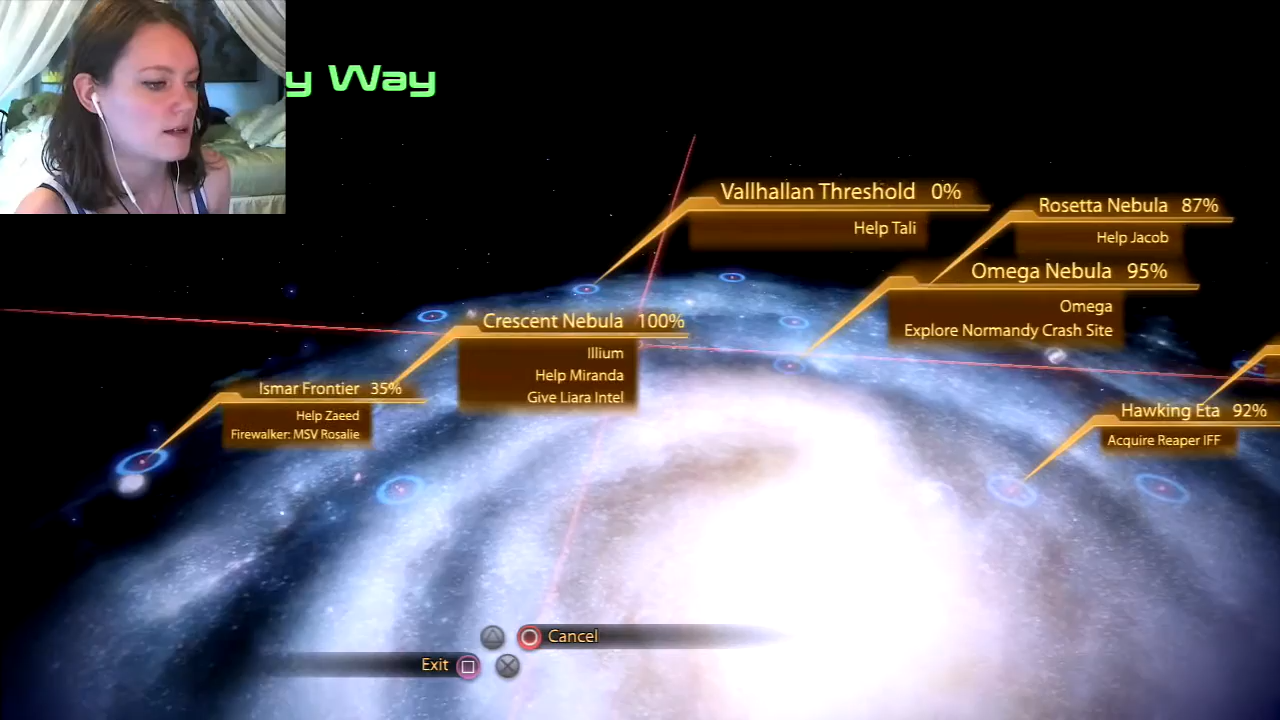 y Way
Vallhallan Threshold 0%
Help Tali
Rosetta Nebula 87%
Help Jacob
Omega Nebula 95%
Omega
Explore Normandy Crash Site
Crescent Nebula 100%
Illium
Help Miranda
Give Liara Intel
Ismar Frontier 35%
Help Zaeed
Firewalker: MSV Rosalie
Hawking Eta 92%
Acquire Reaper IFF
Cancel
Exit